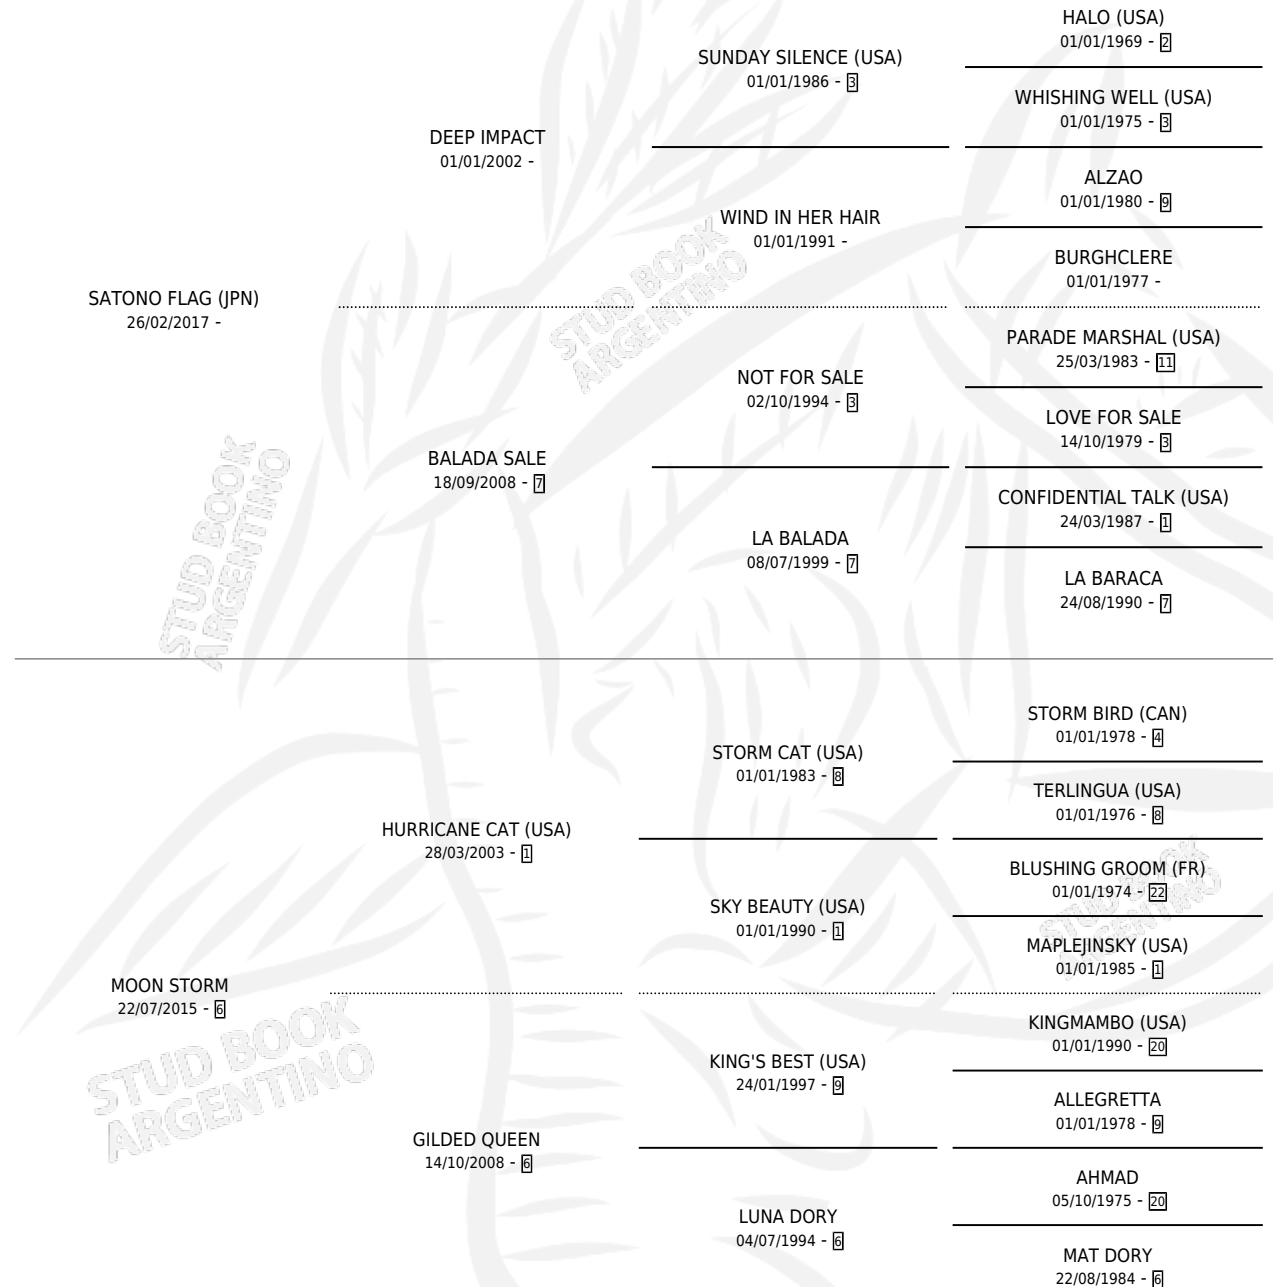 HALO (USA)
01/01/1969 - 2
SUNDAY SILENCE (USA)
01/01/1986 - 3
WHISHING WELL (USA)
01/01/1975 - 3
DEEP IMPACT
01/01/2002 -
ALZAO
01/01/1980 - 9
WIND IN HER HAIR
01/01/1991 -
BURGHCLERE
01/01/1977 -
SATONO FLAG (JPN)
26/02/2017 -
PARADE MARSHAL (USA)
25/03/1983 - 11
NOT FOR SALE
02/10/1994 - 3
LOVE FOR SALE
14/10/1979 - 3
BALADA SALE
18/09/2008 - 7
CONFIDENTIAL TALK (USA)
24/03/1987 - 1
LA BALADA
08/07/1999 - 7
LA BARACA
24/08/1990 - 7
STORM BIRD (CAN)
01/01/1978 - 4
STORM CAT (USA)
01/01/1983 - 8
TERLINGUA (USA)
01/01/1976 - 8
HURRICANE CAT (USA)
28/03/2003 - 1
BLUSHING GROOM (FR)
01/01/1974 - 22
SKY BEAUTY (USA)
01/01/1990 - 1
MAPLEJINSKY (USA)
01/01/1985 - 1
MOON STORM
22/07/2015 - 6
KINGMAMBO (USA)
01/01/1990 - 20
KING'S BEST (USA)
24/01/1997 - 9
ALLEGRETTA
01/01/1978 - 9
GILDED QUEEN
14/10/2008 - 6
AHMAD
05/10/1975 - 20
LUNA DORY
04/07/1994 - 6
MAT DORY
22/08/1984 - 6
STUD BOOK
ARGENTINO
STUD BOOK
ARGENTINO
STUD BOOK
ARGENTINO
STUD BOOK
ARGENTINO